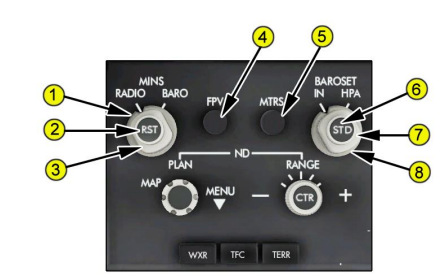 4
5
MINS
BAROSET
6
1
RADIO
BARO
FPV
MTRS
IN
HPA
2
RST
STD
7
3
8
ND
PLAN
RANGE
MAP
MENU
−
CTR
+
WXR
TFC
TERR